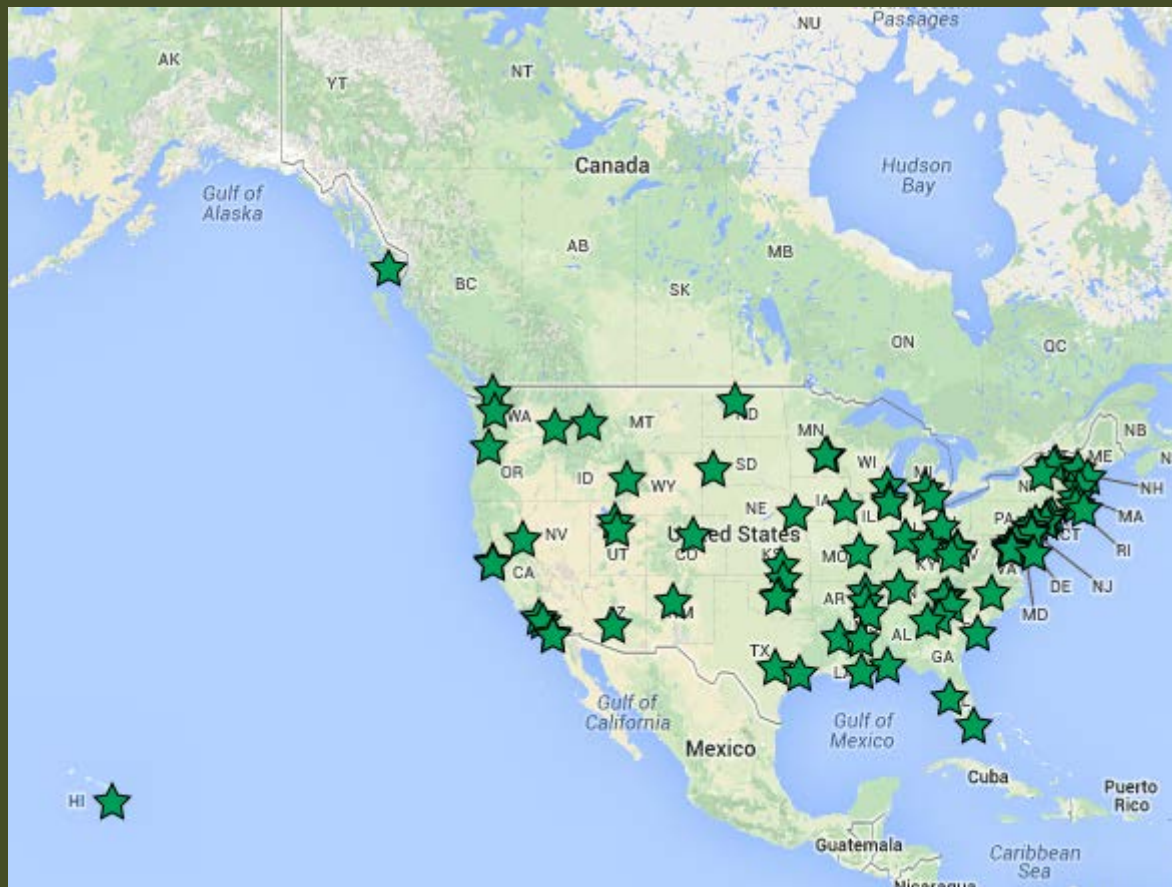 Passages
NU
AK
NT
YT
Canada
Hudson
Bay
Gulf of
Alaska
AB
MB
BC
SK
ON
QC
WA
MT
MN
NB
ME
OR
ID
SD
WI
MI
WY
NH
NE
IA
IL
PA
MA
NV
United States
CT
RI
UT
CO
KS
MO
KY
VA
CA
DE
NJ
AR
MD
AL
TX
GA
LA
Gulf of
California
Gulf of
Mexico
Mexico
Cuba
HI
Puerto
Rico
Guatemala
Caribbean
Sea
Nicaragua